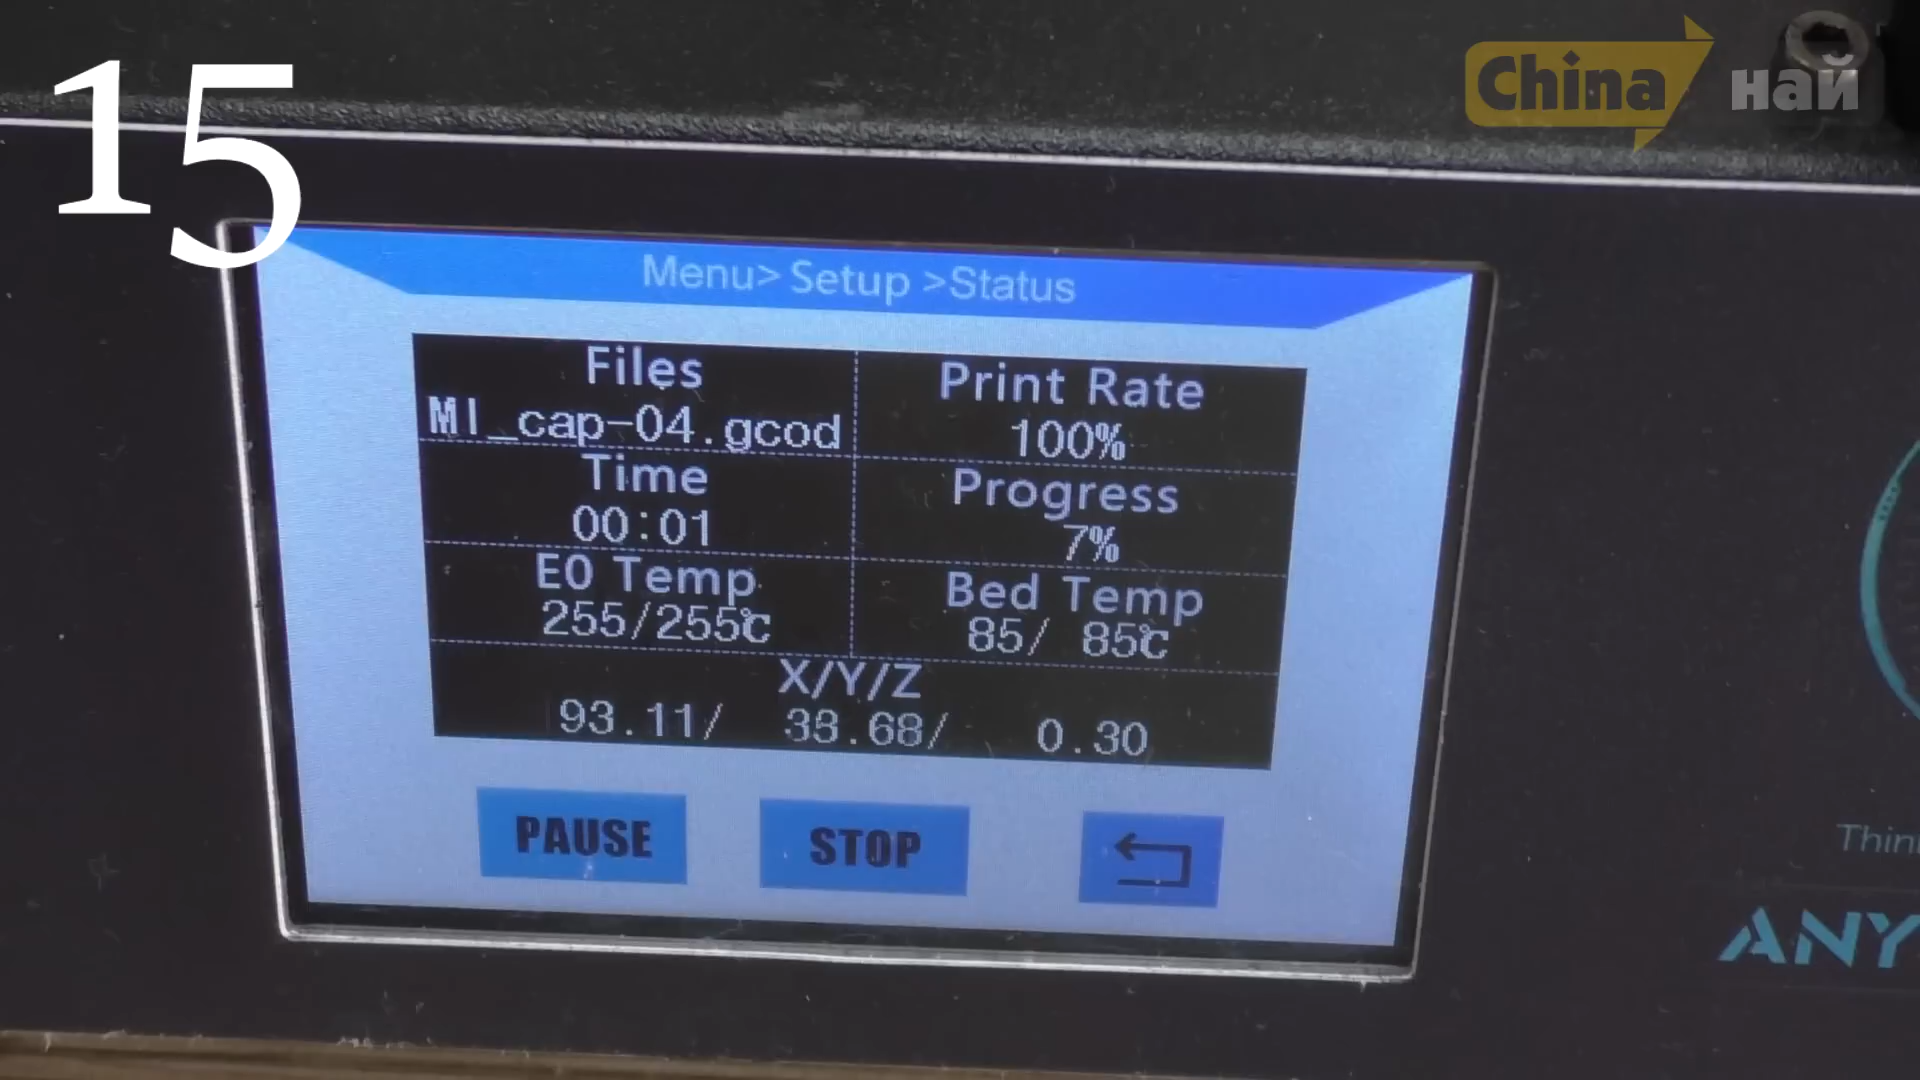 15
China най
Menu> Setup >Status
Files
MI_cap-04.gcod
Print Rate
100%
Time
00:01
Progress
7%
E0 Temp
255/255℃
Bed Temp
85/ 85℃
X/Y/Z
93.11/ 38.68/ 0.30
PAUSE
STOP
Thin
ANY